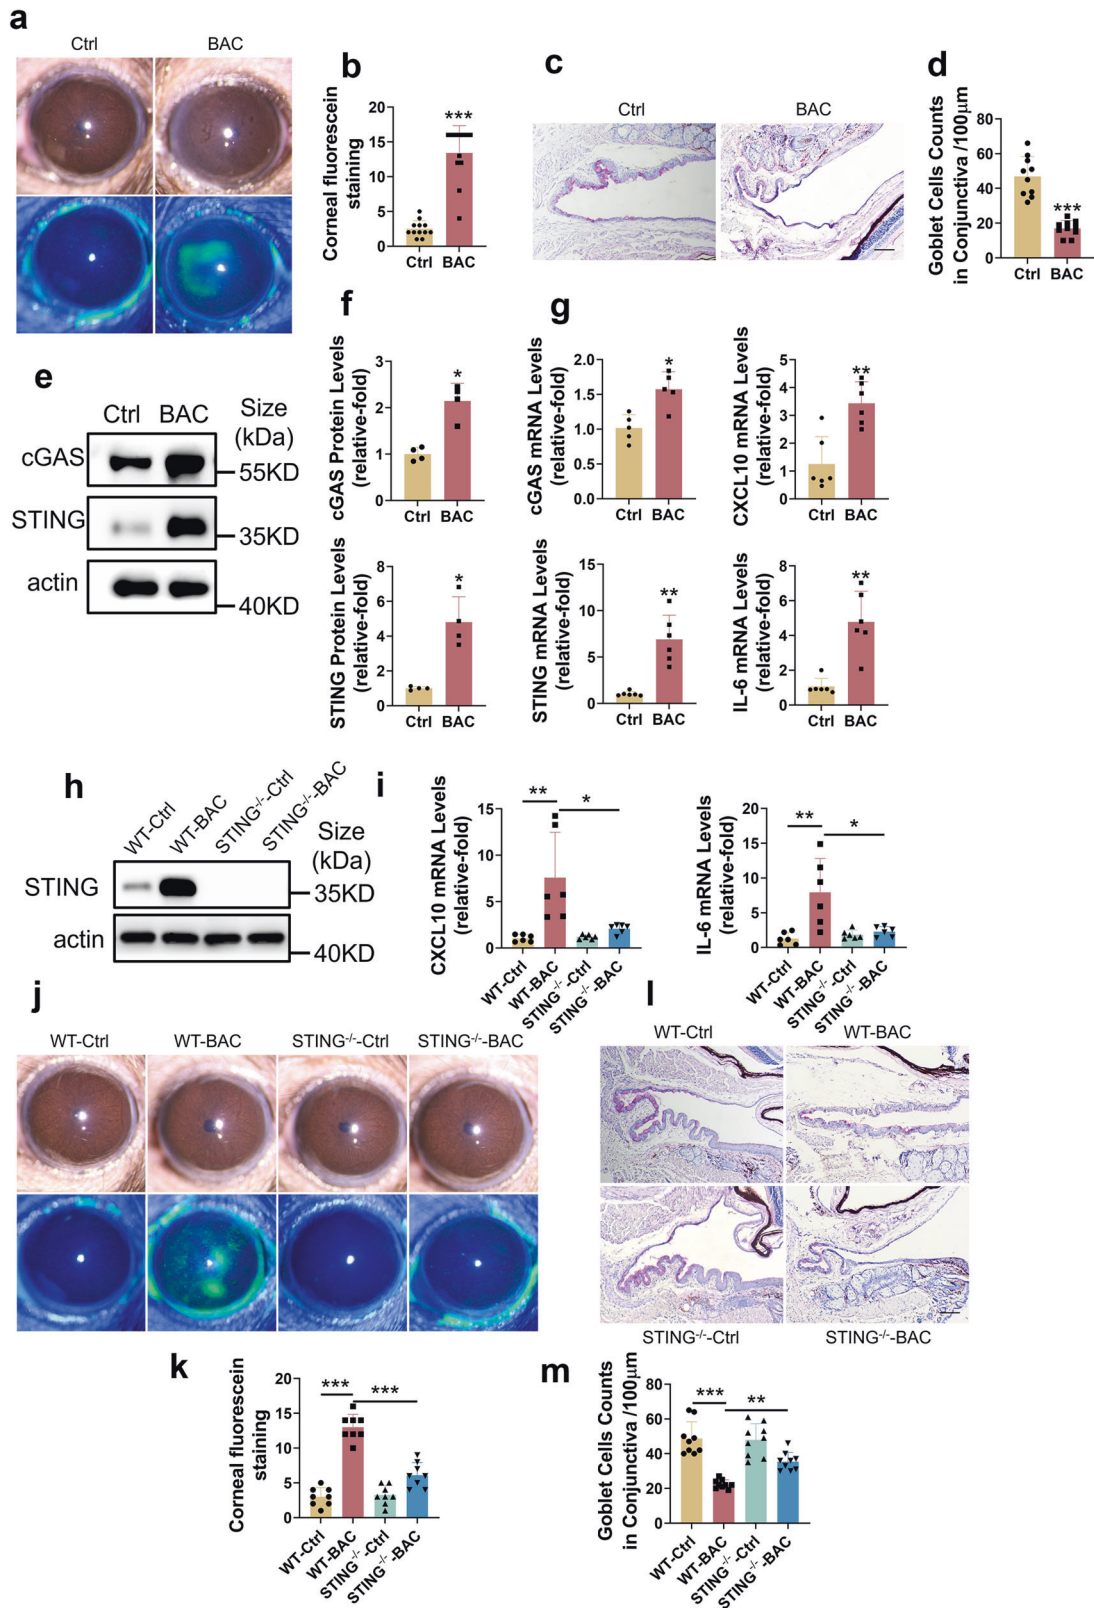 a
Ctrl
BAC
b
Corneal fluorescein
staining
20
15
10
5
0
***
Ctrl
BAC
c
Ctrl
BAC
d
Goblet Cells Counts
in Conjunctiva /100μm
80
60
40
20
0
***
Ctrl
BAC
e
Ctrl
BAC
Size
(kDa)
cGAS
55KD
STING
35KD
actin
40KD
f
cGAS Protein Levels
(relative-fold)
3
2
1
0
*
Ctrl
BAC
STING Protein Levels
(relative-fold)
8
6
4
2
0
*
Ctrl
BAC
g
cGAS mRNA Levels
(relative-fold)
2.0
1.5
1.0
0.5
0.0
*
Ctrl
BAC
CXCL10 mRNA Levels
(relative-fold)
5
4
3
2
1
0
**
Ctrl
BAC
STING mRNA Levels
(relative-fold)
15
10
5
0
**
Ctrl
BAC
IL-6 mRNA Levels
(relative-fold)
8
6
4
2
0
**
Ctrl
BAC
h
WT-Ctrl
WT-BAC
STING-/--Ctrl
STING-/--BAC
Size
(kDa)
STING
35KD
actin
40KD
i
CXCL10 mRNA Levels
(relative-fold)
15
10
5
0
**
*
WT-Ctrl
WT-BAC
STING-/--Ctrl
STING-/--BAC
IL-6 mRNA Levels
(relative-fold)
20
15
10
5
0
**
*
WT-Ctrl
WT-BAC
STING-/--Ctrl
STING-/--BAC
j
WT-Ctrl
WT-BAC
STING-/--Ctrl
STING-/--BAC
l
WT-Ctrl
WT-BAC
STING-/--Ctrl
STING-/--BAC
k
Corneal fluorescein
staining
20
15
10
5
0
***
***
WT-Ctrl
WT-BAC
STING-/--Ctrl
STING-/--BAC
m
Goblet Cells Counts
in Conjunctiva /100μm
80
60
40
20
0
***
**
WT-Ctrl
WT-BAC
STING-/--Ctrl
STING-/--BAC